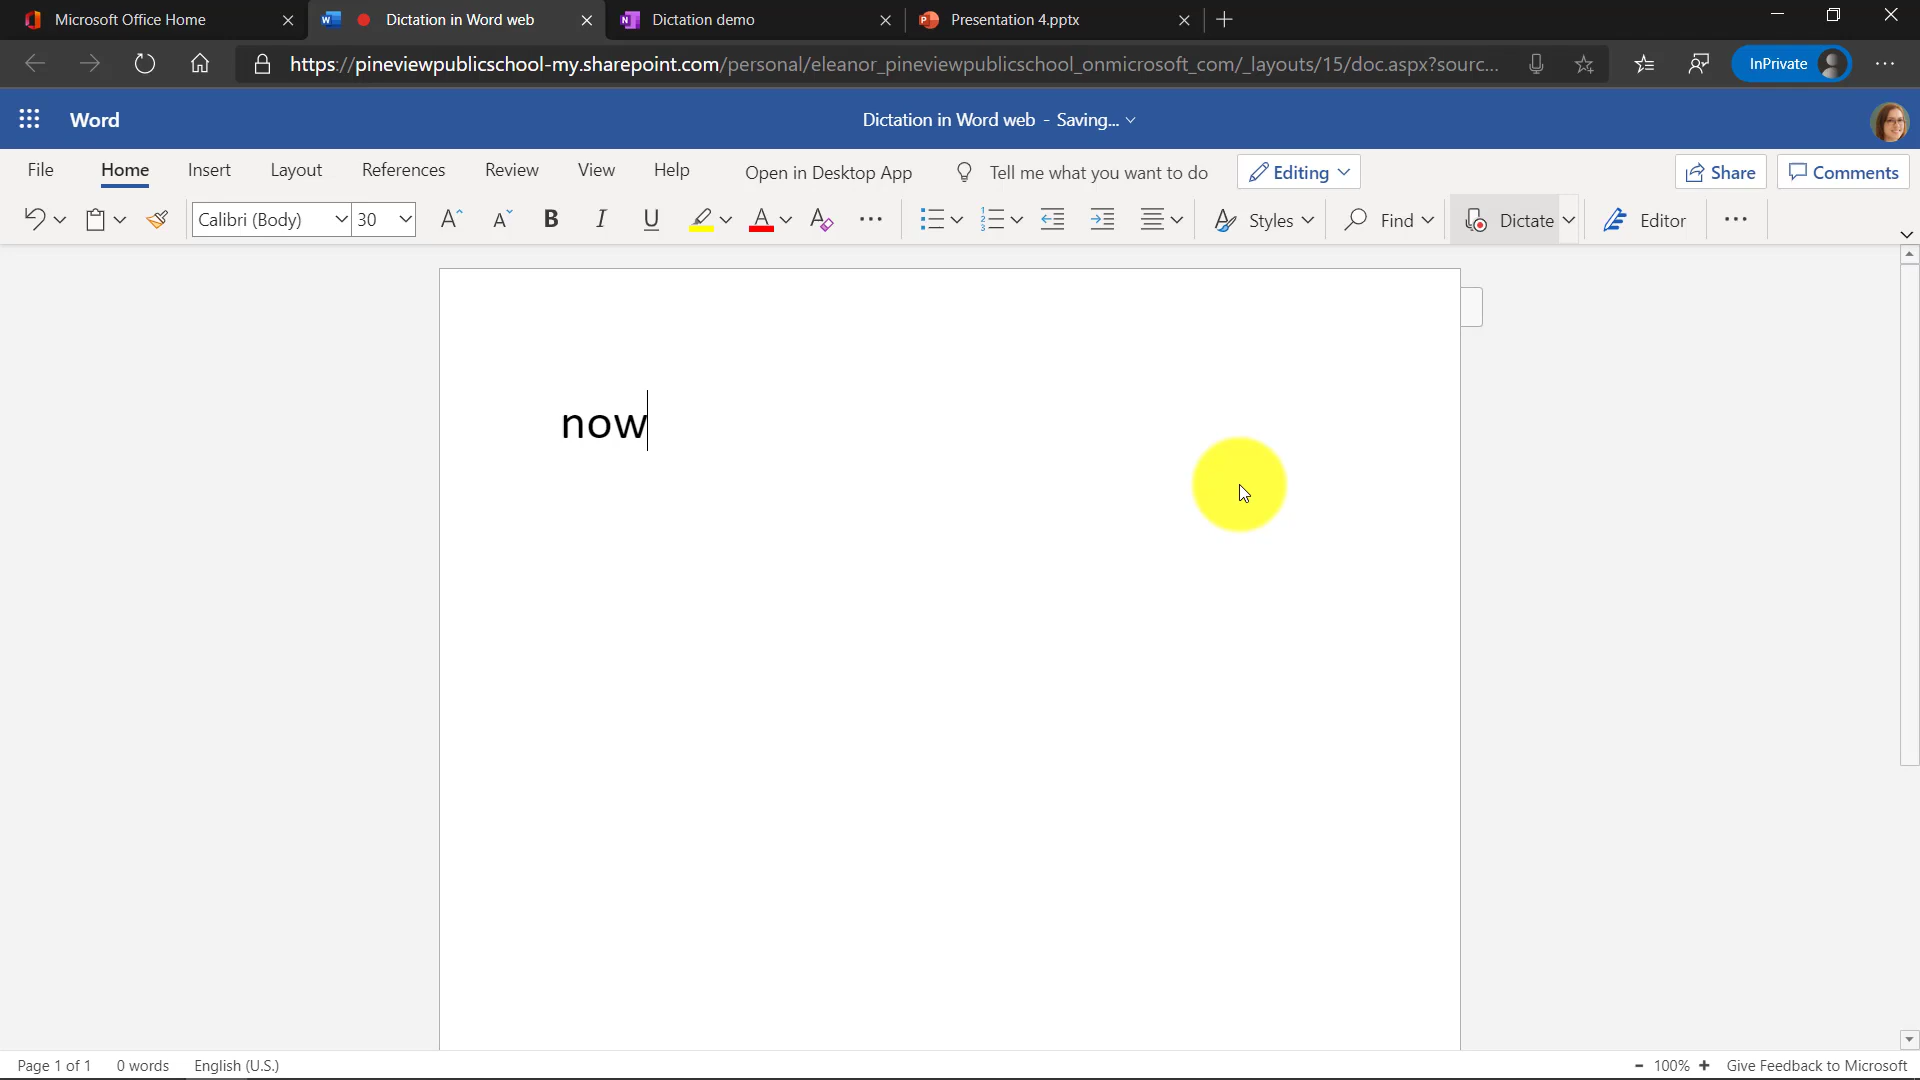 Microsoft Office Home
Dictation in Word web
Dictation demo
Presentation 4.pptx
https://pineviewpublicschool-my.sharepoint.com/personal/eleanor_pineviewpublicschool_onmicrosoft_com/_layouts/15/doc.aspx?sourc...
InPrivate
Word
Dictation in Word web - Saving...
File Home Insert Layout References Review View Help Open in Desktop App Tell me what you want to do Editing Share Comments
Calibri (Body) 30 B I U A Styles Find Dictate Editor
now
Page 1 of 1 0 words English (U.S.) - 100% + Give Feedback to Microsoft